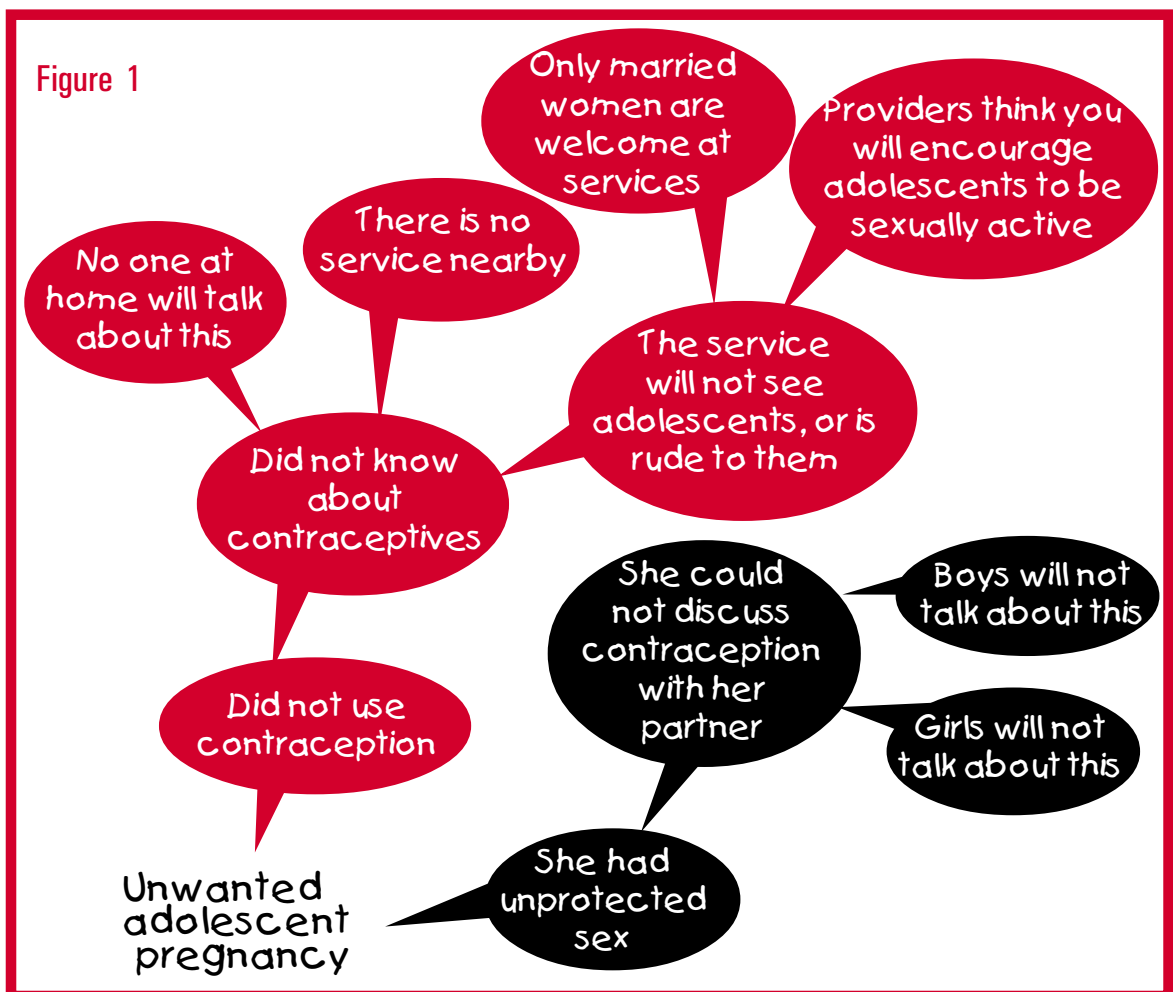 Figure 1
Only married
women are
welcome at
services
Providers think you
will encourage
adolescents to be
sexually active
There is no
service nearby
No one at
home will talk
about this
The service
will not see
adolescents, or is
rude to them
Did not know
about
contraceptives
She could
not discuss
contraception
with her
partner
Boys will not
talk about this
Girls will not
talk about this
Did not use
contraception
She had
unprotected
sex
Unwanted
adolescent
pregnancy